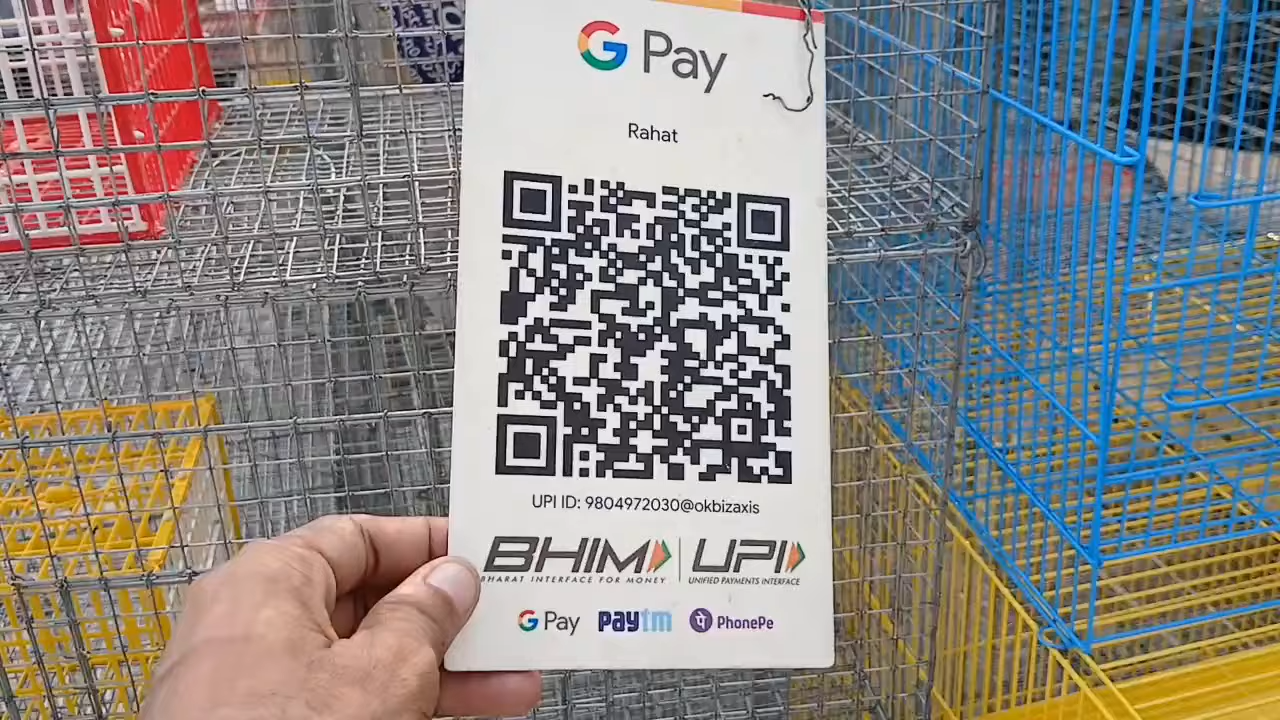 G Pay
Rahat
UPI ID: 9804972030@okbizaxis
BHIM UPI
BHARAT INTERFACE FOR MONEY UNIFIED PAYMENTS INTERFACE
G Pay paytm PhonePe